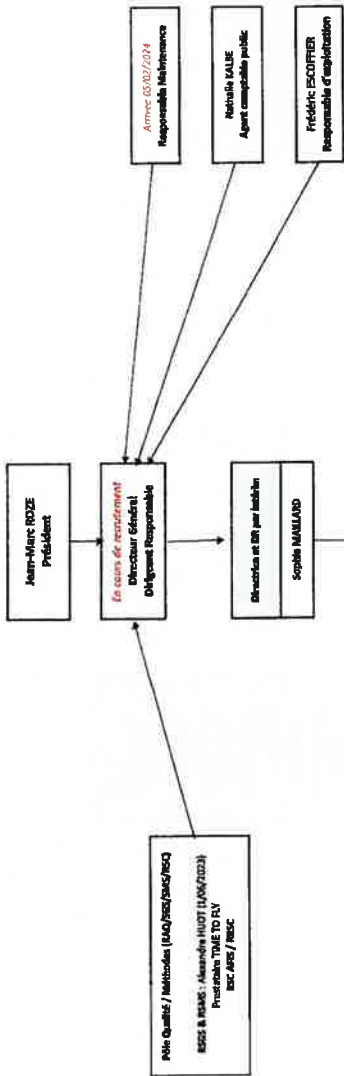 Jean-Marc ROZE
Président
En cours de recrutement
Directeur Général
Dirigeant Responsable
Arrivée 05/02/2024
Responsable Maintenance
Nathalie KALBE
Agent comptable public
Frédéric ESCOFFIER
Responsable d'exploitation
Pôle Qualité / Méthodes (RAQ/SGS/SMS/RSC)
RSGS & RSMS : Alexandre HUOT (1/06/2023)
Prestataire TIME TO FLY
RSC AFIS / RBSC
Directrice et DR par intérim
Sophie MAILLARD